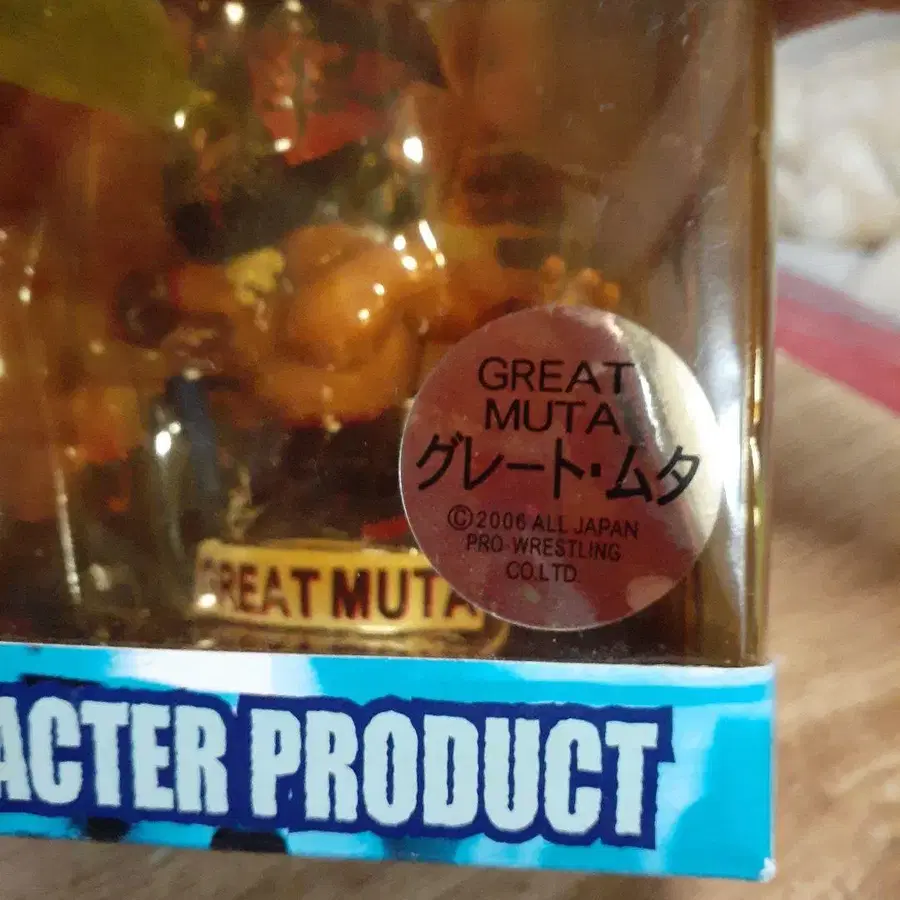 GREAT
MUTA
グレート・ムタ
©2006 ALL JAPAN
PRO-WRESTLING
CO.LTD.
GREAT MUTA
ACTER PRODUCT